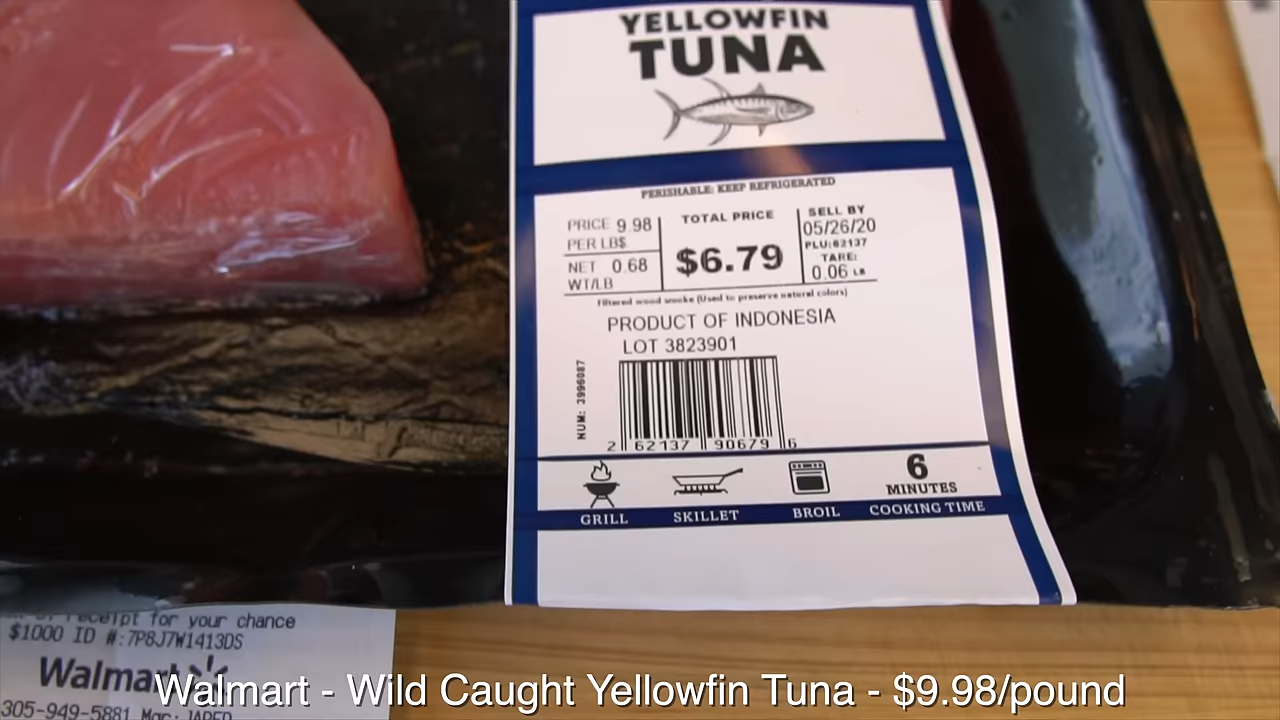 YELLOWFIN
TUNA
PERISHABLE: KEEP REFRIGERATED
PRICE 9.98
PER LB$
NET 0.68
WT/LB
TOTAL PRICE
$6.79
SELL BY
05/26/20
PLU:62137
TARE:
0.06 LB
Filtered wood smoke (Used to preserve natural colors)
PRODUCT OF INDONESIA
LOT 3823901
NUM: 3996087
2 62137 90679 6
GRILL
SKILLET
BROIL
6
MINUTES
COOKING TIME
receipt for your chance
$1000 ID #:7P8J7W1413DS
Walmart
305-949-5881 Mgr: JARED
Walmart - Wild Caught Yellowfin Tuna - $9.98/pound